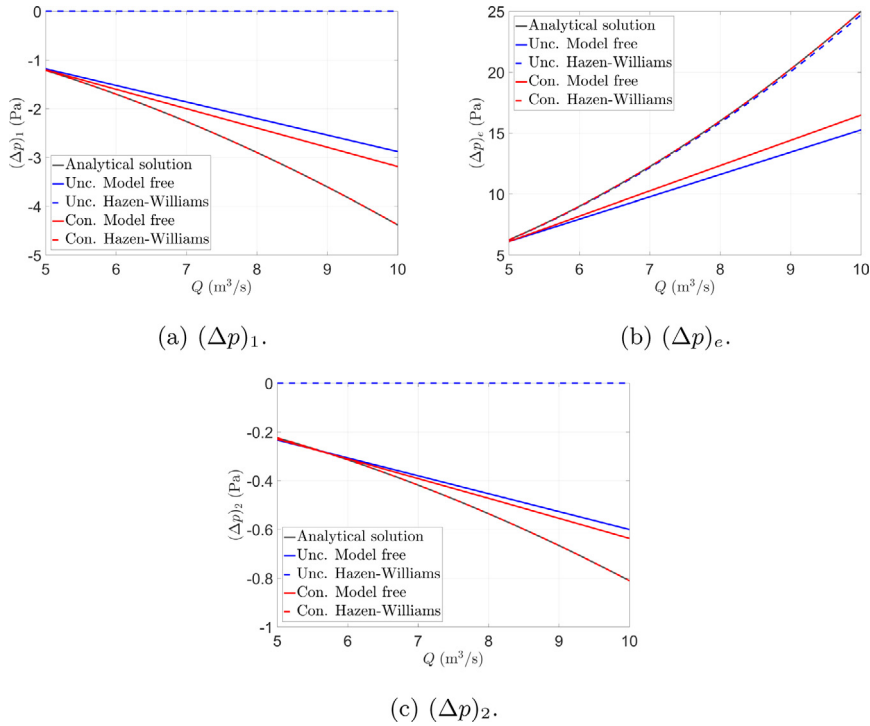 0
-1
-2
-3
-4
-5
(Δp)₁ (Pa)
Analytical solution
Unc. Model free
Unc. Hazen-Williams
Con. Model free
Con. Hazen-Williams
5 6 7 8 9 10
Q (m³/s)
(a) (Δp)₁.
25
20
15
10
5
(Δp)ₑ (Pa)
Analytical solution
Unc. Model free
Unc. Hazen-Williams
Con. Model free
Con. Hazen-Williams
5 6 7 8 9 10
Q (m³/s)
(b) (Δp)ₑ.
0
-0.2
-0.4
-0.6
-0.8
-1
(Δp)₂ (Pa)
Analytical solution
Unc. Model free
Unc. Hazen-Williams
Con. Model free
Con. Hazen-Williams
5 6 7 8 9 10
Q (m³/s)
(c) (Δp)₂.